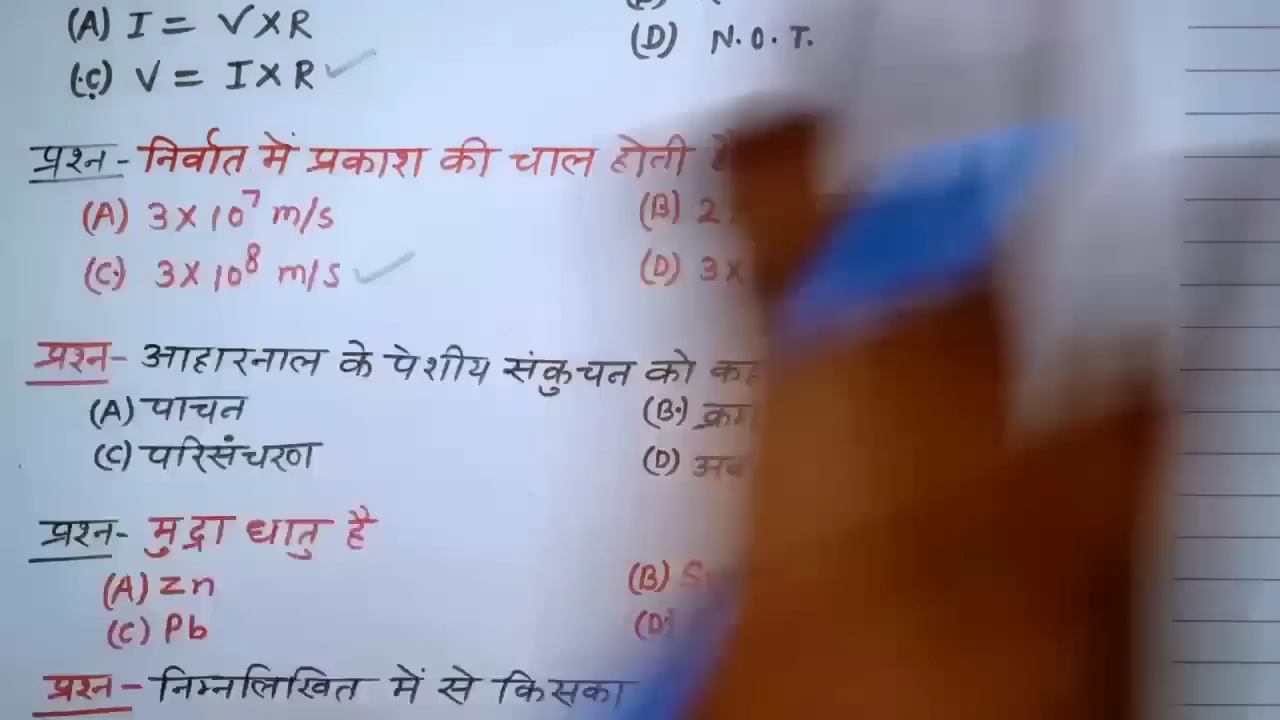 (A) I = V×R
(D) N.O.T.
(C) V = I×R ✓
प्रश्न - निर्वात में प्रकाश की चाल होती है
(A) 3×10⁷ m/s (B) 2
(C) 3×10⁸ m/s ✓ (D) 3×
प्रश्न - आहारनाल के पेशीय संकुचन को
(A) पाचन (B)
(C) परिसंचरण (D)
प्रश्न - मुद्रा धातु है
(A) Zn (B)
(C) Pb (D)
प्रश्न - निम्नलिखित में से किसका